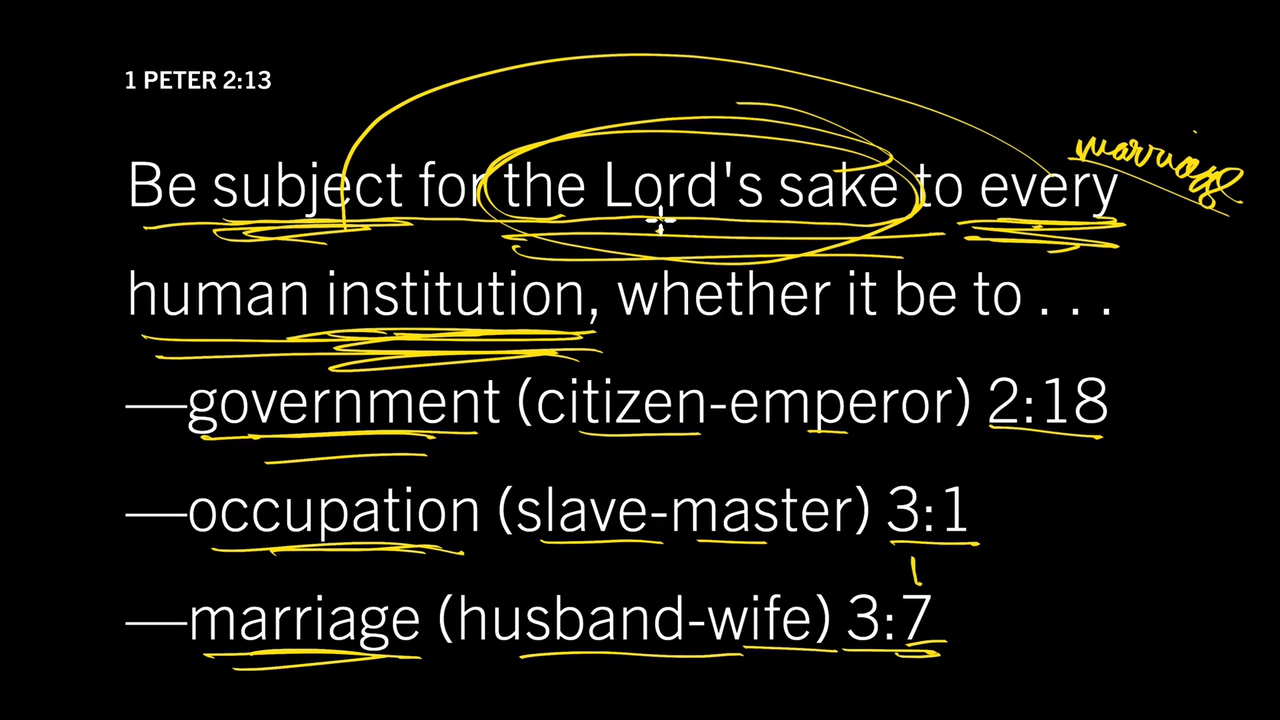 1 PETER 2:13
marriage
Be subject for the Lord's sake to every
human institution, whether it be to . . .
—government (citizen-emperor) 2:18
—occupation (slave-master) 3:1
—marriage (husband-wife) 3:7